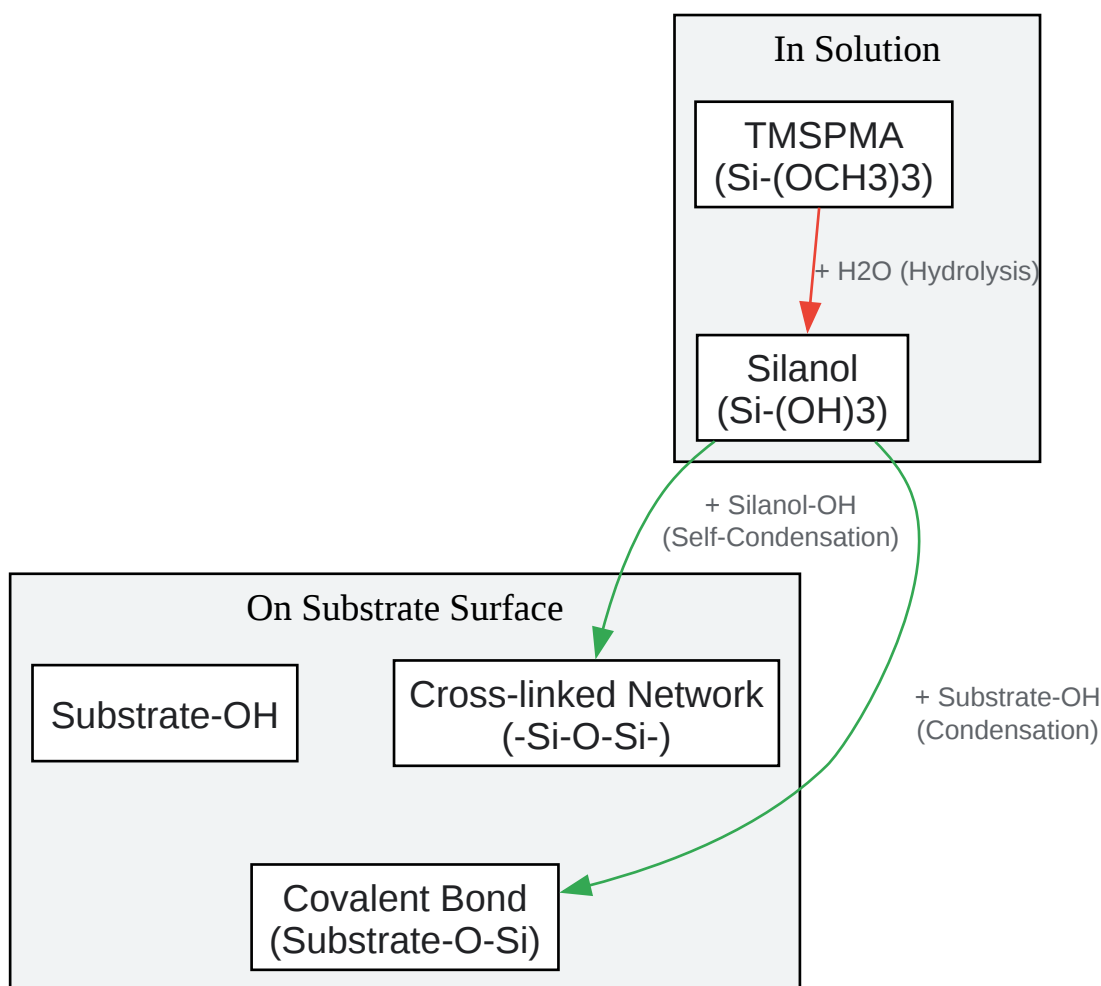 In Solution
TMSPMA
(Si-(OCH3)3)
+ H2O (Hydrolysis)
Silanol
(Si-(OH)3)
+ Silanol-OH
(Self-Condensation)
On Substrate Surface
Substrate-OH
Cross-linked Network
(-Si-O-Si-)
+ Substrate-OH
(Condensation)
Covalent Bond
(Substrate-O-Si)